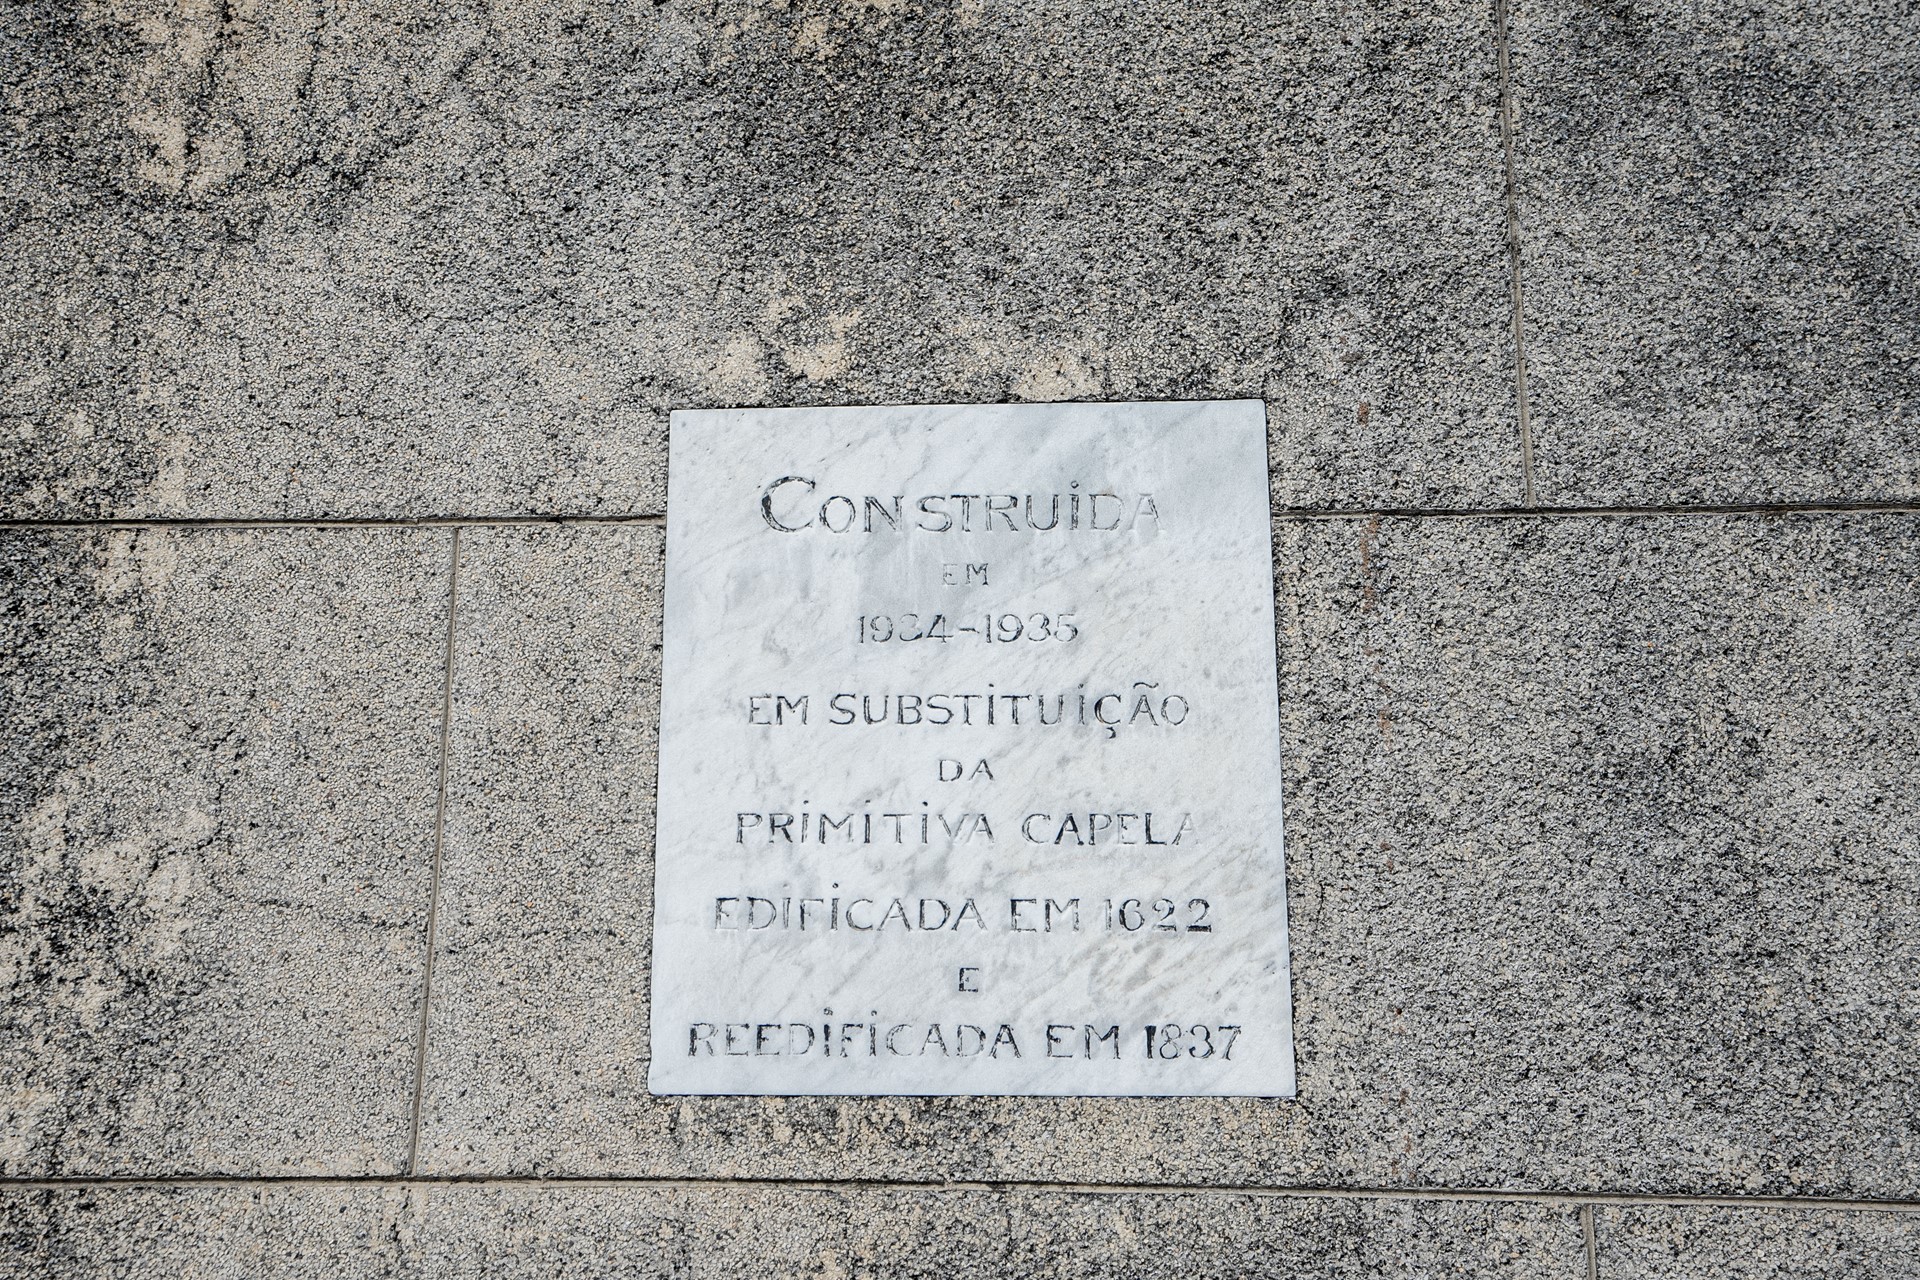 CONSTRUIDA
EM
1934-1935
EM SUBSTITUIÇÃO
DA
PRIMITIVA CAPELA
EDIFICADA EM 1622
E
REEDIFICADA EM 1837